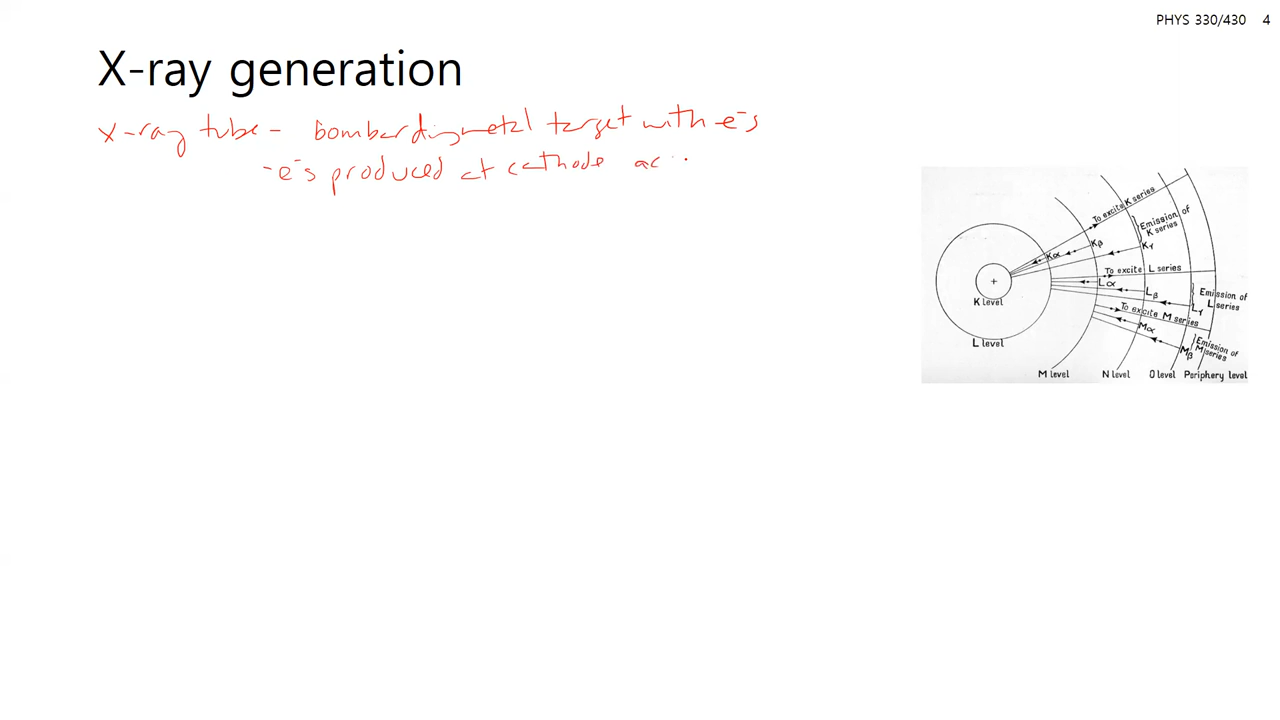 PHYS 330/430 4
X-ray generation
x-ray tube - bombarding metal target with e⁻s
- e⁻s produced at cathode ac
To excite K series
Emission of
K series
Kα
Kβ
Kγ
To excite L series
Lα
Lβ
Lγ
Emission of
L series
To excite M series
Mα
Mβ
Emission of
M series
K level
L level
M level N level O level Periphery level